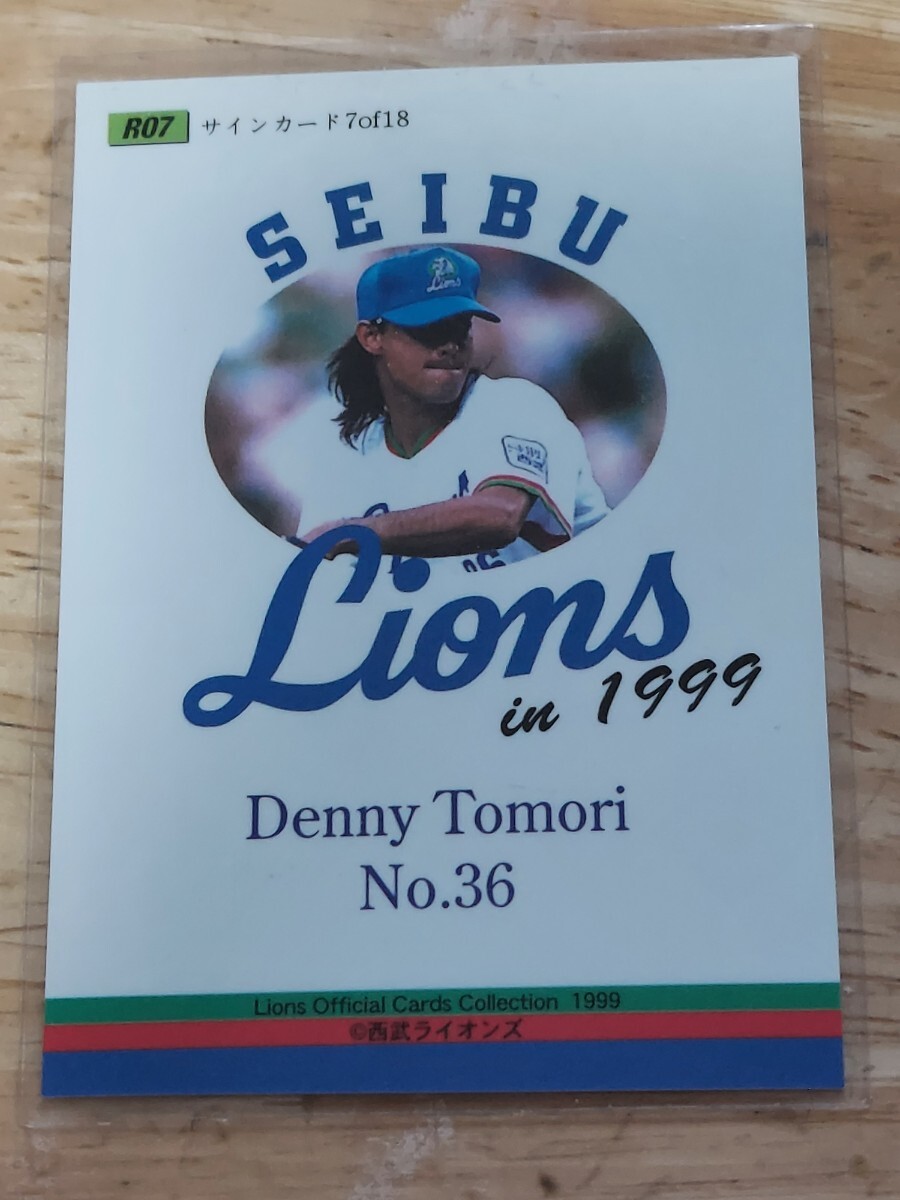 R07 サインカード7of18
SEIBU
Lions
Lions
in 1999
Denny Tomori
No.36
Lions Official Cards Collection 1999
©西武ライオンズ